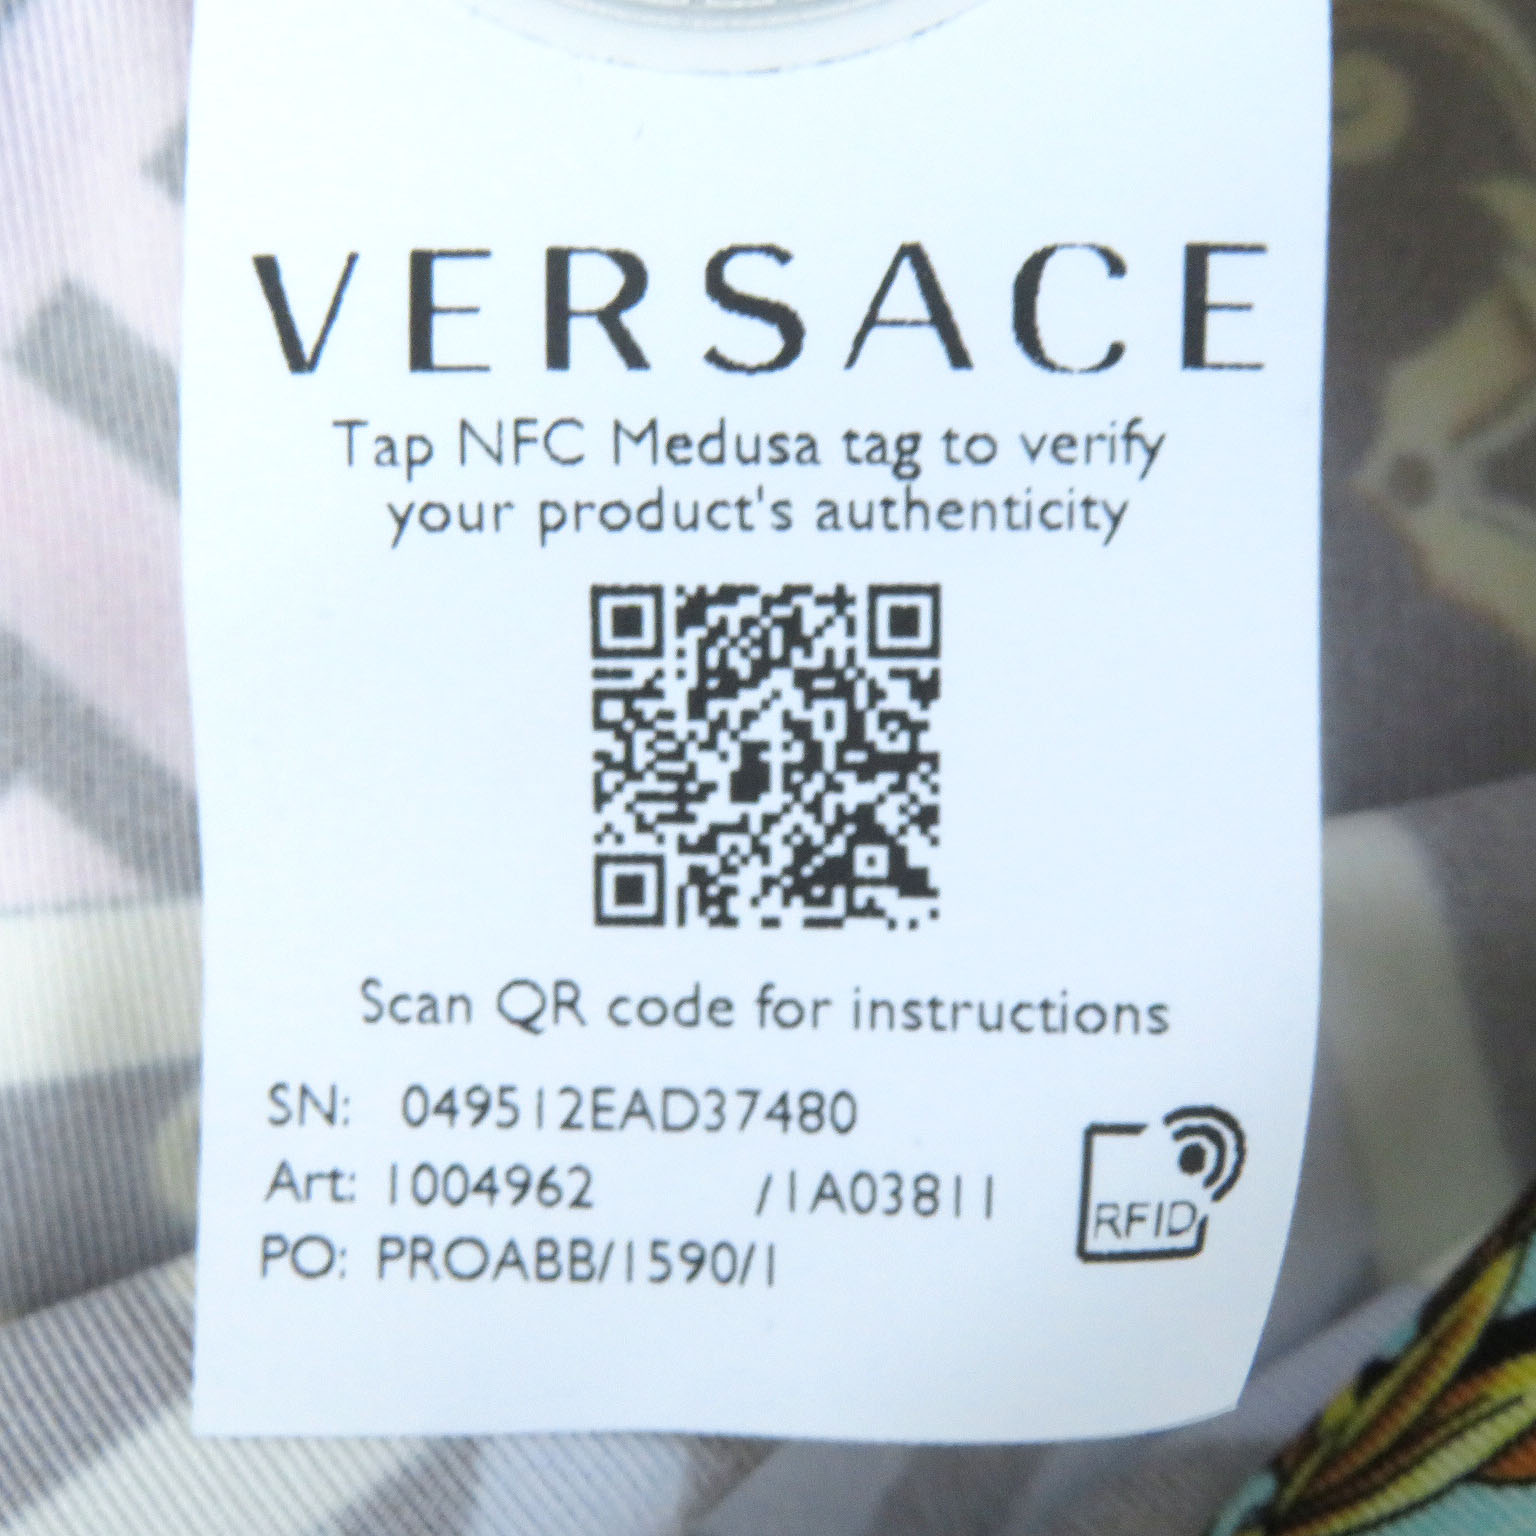 VERSACE
Tap NFC Medusa tag to verify
your product's authenticity
Scan QR code for instructions
SN: 049512EAD37480
Art: 1004962 /1A03811
PO: PROABB/1590/1
RFID